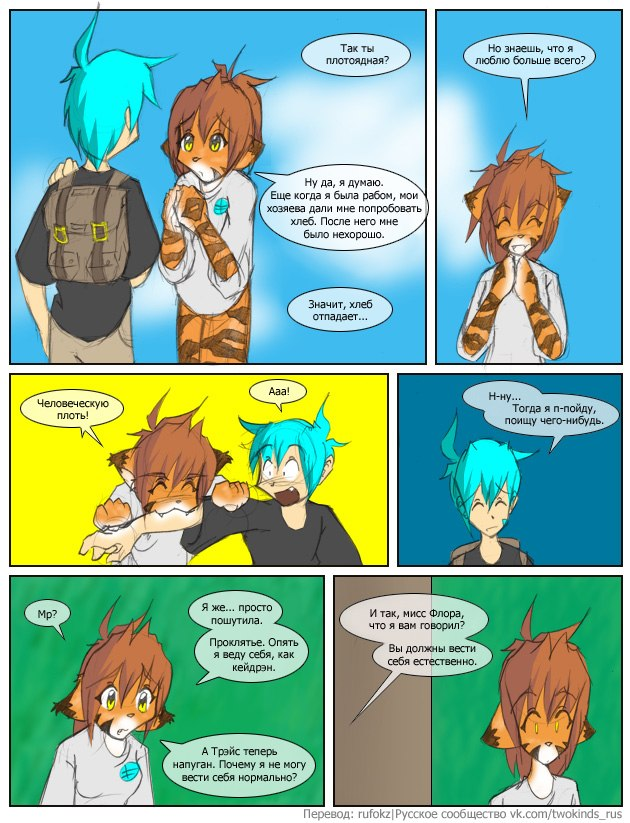 Так ты
плотоядная?
Ну да, я думаю.
Еще когда я была рабом, мои
хозяева дали мне попробовать
хлеб. После него мне
было нехорошо.
Значит, хлеб
отпадает...
Но знаешь, что я
люблю больше всего?
Человеческую
плоть!
Ааа!
Н-ну...
Тогда я п-пойду,
поищу чего-нибудь.
Мр?
Я же... просто
пошутила.
Проклятье. Опять
я веду себя, как
кейдрэн.
А Трэйс теперь
напуган. Почему я не могу
вести себя нормально?
И так, мисс Флора,
что я вам говорил?
Вы должны вести
себя естественно.
Перевод: rufokz|Русское сообщество vk.com/twokinds_rus